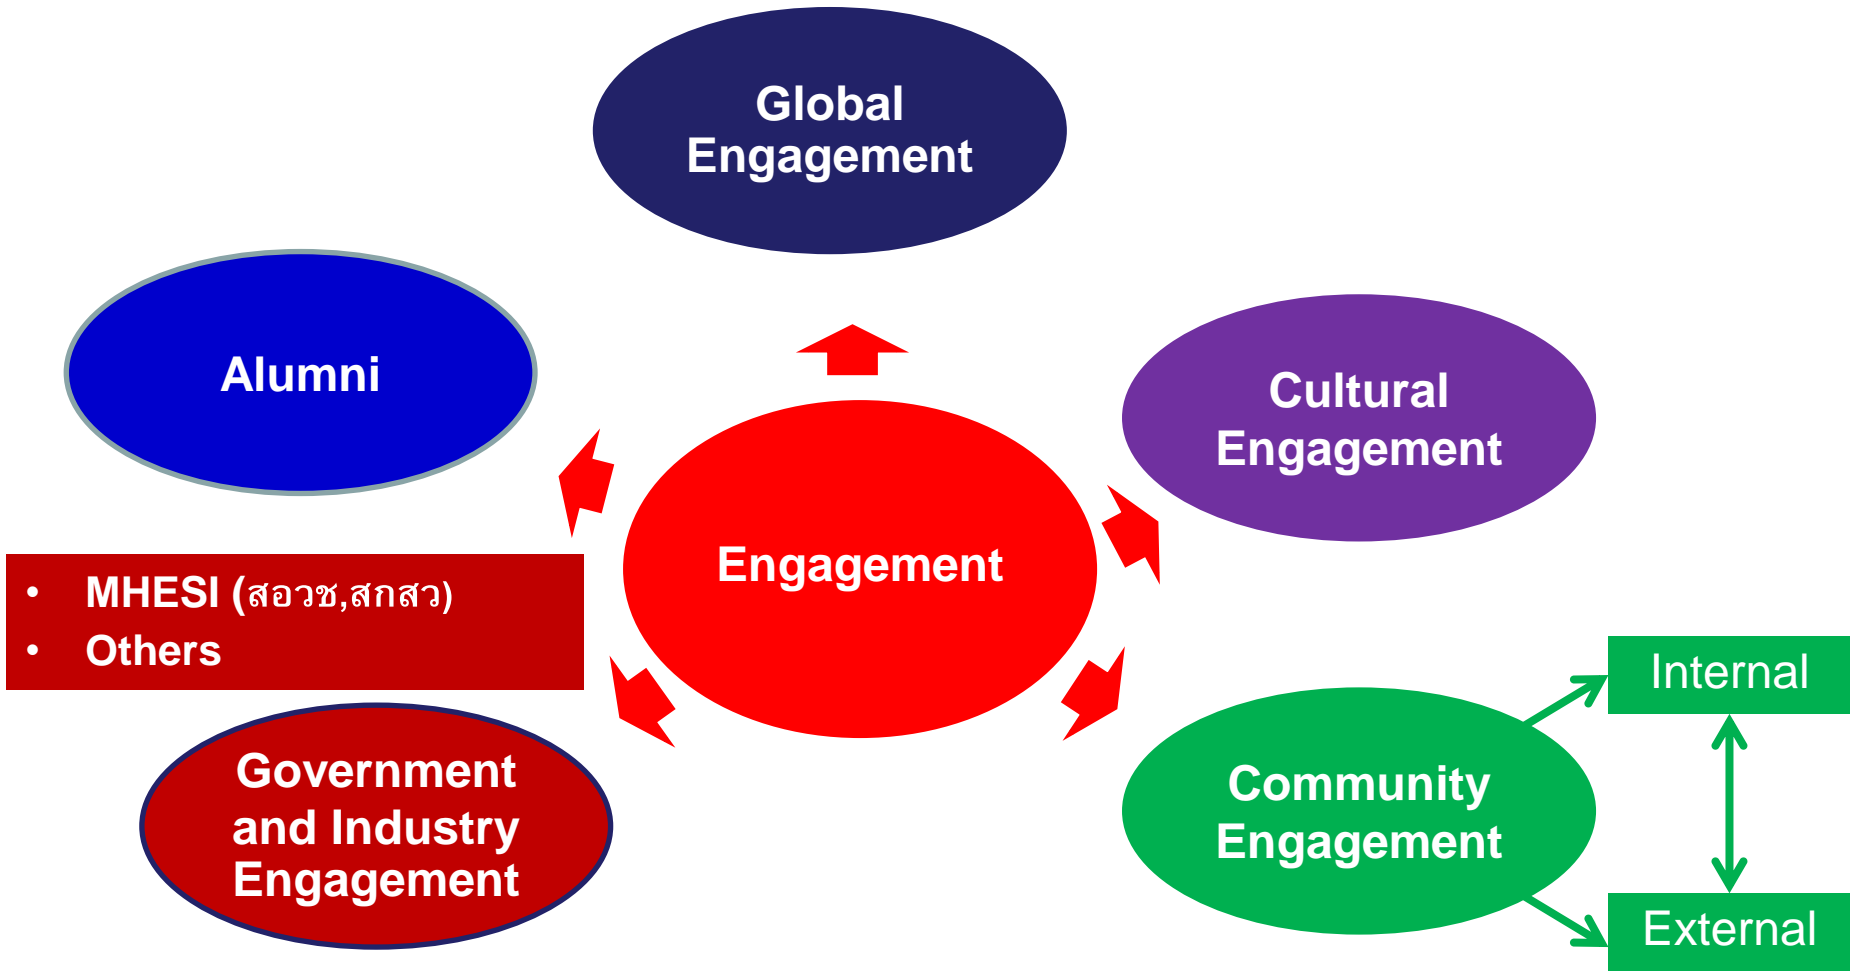 Global
Engagement
Alumni
Cultural
Engagement
Engagement
• MHESI (สอวช,สกสว)
• Others
Internal
Government
and Industry
Engagement
Community
Engagement
External